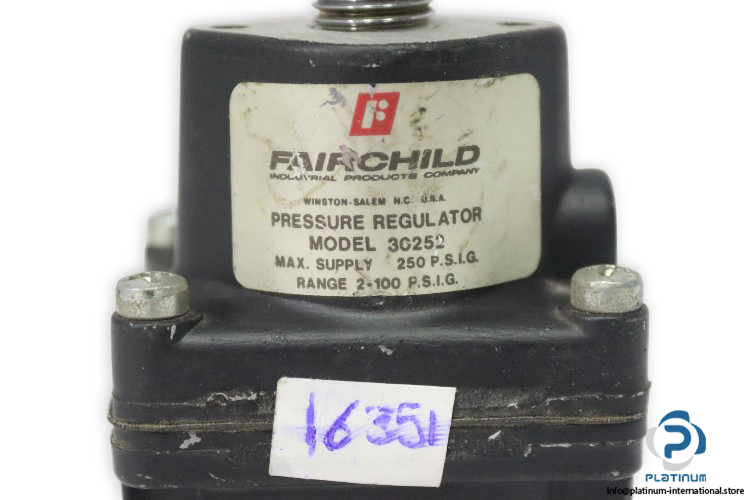 FAIRCHILD
INDUSTRIAL PRODUCTS COMPANY
WINSTON-SALEM N.C. U.S.A.
PRESSURE REGULATOR
MODEL 30252
MAX. SUPPLY 250 P.S.I.G.
RANGE 2-100 P.S.I.G.
16351
PLATINUM
Info@platinum-international.store